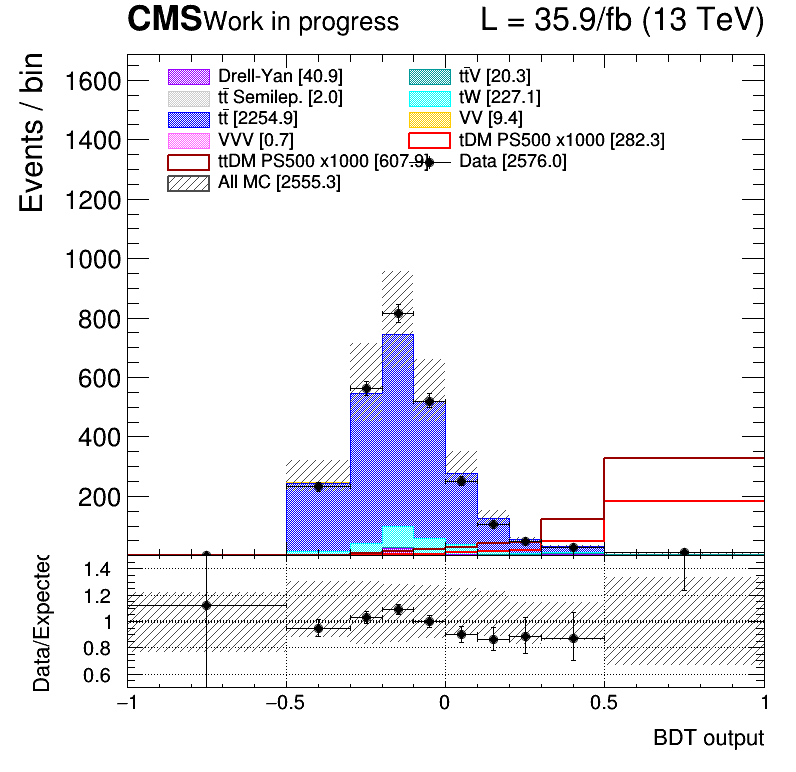 CMS Work in progress L = 35.9/fb (13 TeV)
Events / bin
Drell-Yan [40.9] tt̄V [20.3]
tt̄ Semilep. [2.0] tW [227.1]
tt̄ [2254.9] VV [9.4]
VVV [0.7] tDM PS500 x1000 [282.3]
ttDM PS500 x1000 [607.9] Data [2576.0]
All MC [2555.3]
1600
1400
1200
1000
800
600
400
200
Data/Expected
1.4
1.2
1
0.8
0.6
−1 −0.5 0 0.5 1
BDT output